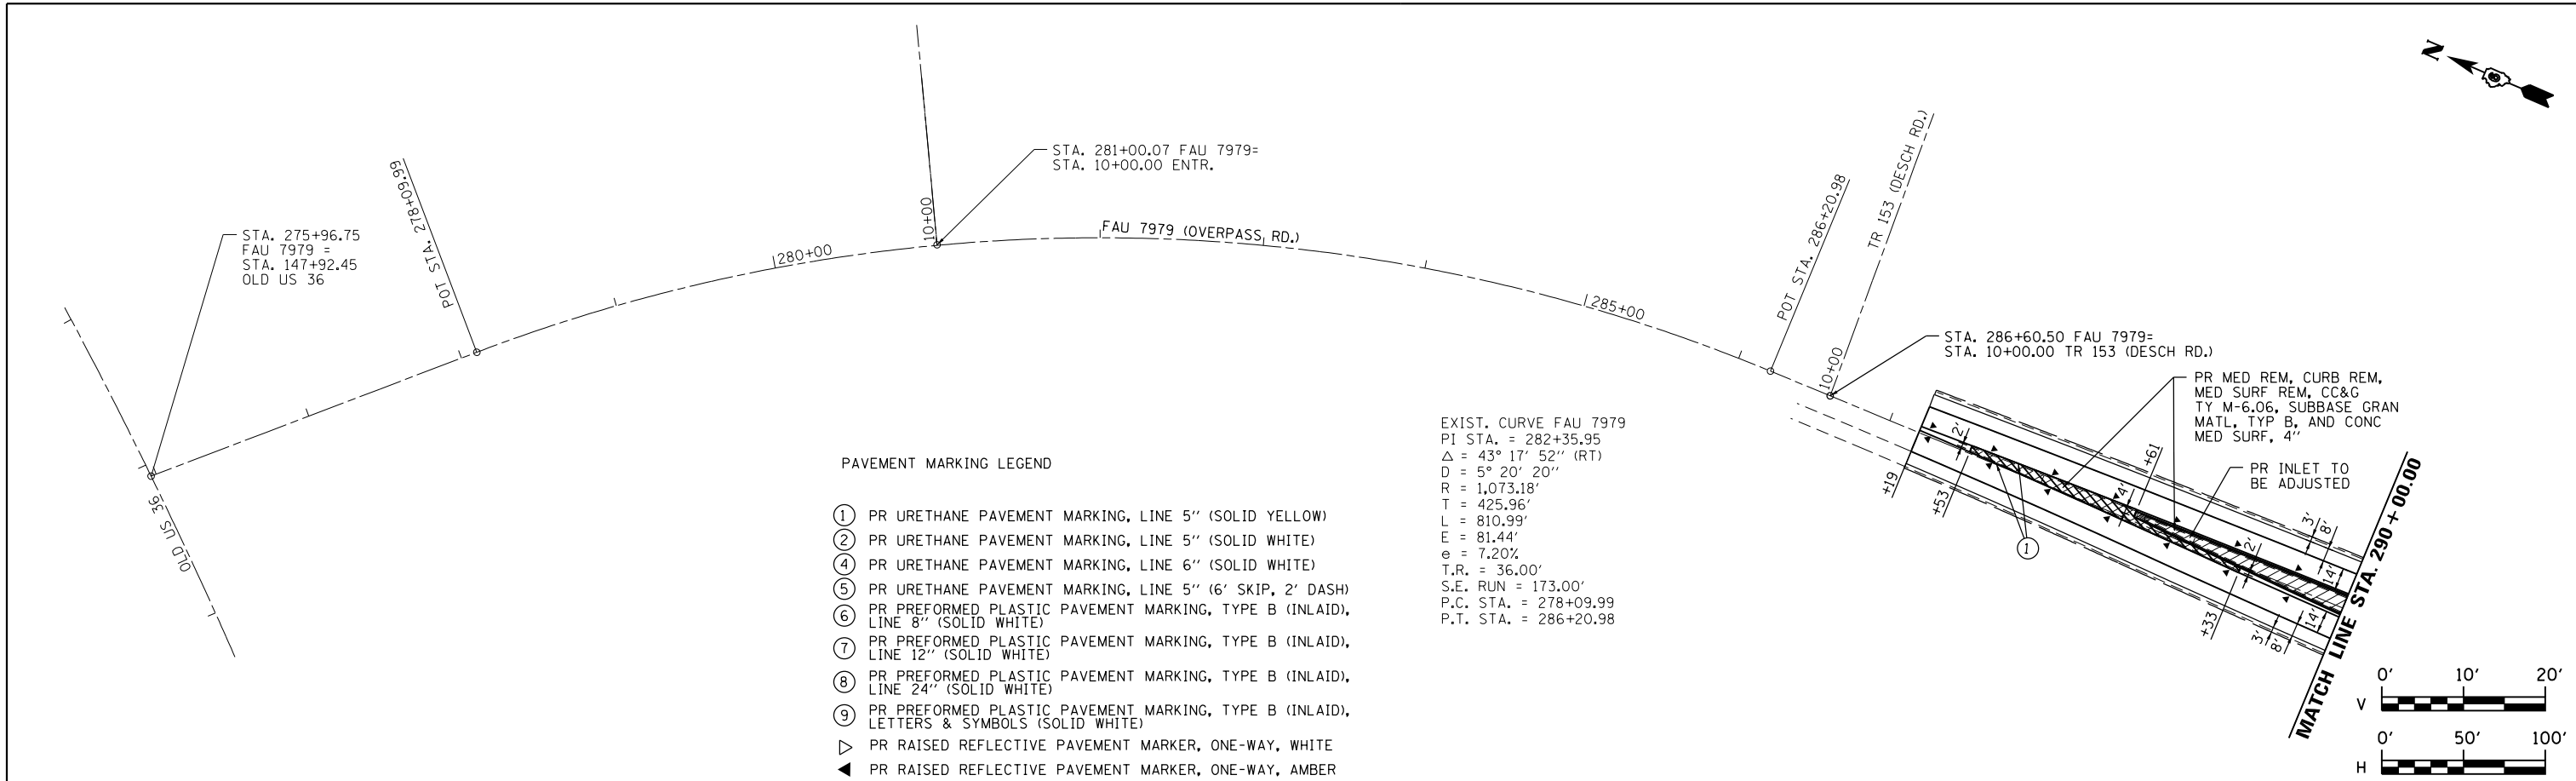 N
6
STA. 281+00.07 FAU 7979=
STA. 10+00.00 ENTR.
10+00
FAU 7979 (OVERPASS RD.)
280+00
285+00
POT STA. 278+09.99
STA. 275+96.75
FAU 7979 =
STA. 147+92.45
OLD US 36
OLD US 36
POT STA. 286+20.98
TR 153 (DESCH RD.)
10+00
STA. 286+60.50 FAU 7979=
STA. 10+00.00 TR 153 (DESCH RD.)
PR MED REM, CURB REM,
MED SURF REM, CC&G
TY M-6.06, SUBBASE GRAN
MATL, TYP B, AND CONC
MED SURF, 4''
PR INLET TO
BE ADJUSTED
+19
+53
2'
+61
4'
1
+33
2'
3'
8'
14'
14'
3'
8'
MATCH LINE STA. 290+00.00
EXIST. CURVE FAU 7979
PI STA. = 282+35.95
△ = 43° 17' 52'' (RT)
D = 5° 20' 20''
R = 1,073.18'
T = 425.96'
L = 810.99'
E = 81.44'
e = 7.20%
T.R. = 36.00'
S.E. RUN = 173.00'
P.C. STA. = 278+09.99
P.T. STA. = 286+20.98
PAVEMENT MARKING LEGEND
1 PR URETHANE PAVEMENT MARKING, LINE 5'' (SOLID YELLOW)
2 PR URETHANE PAVEMENT MARKING, LINE 5'' (SOLID WHITE)
4 PR URETHANE PAVEMENT MARKING, LINE 6'' (SOLID WHITE)
5 PR URETHANE PAVEMENT MARKING, LINE 5'' (6' SKIP, 2' DASH)
6 PR PREFORMED PLASTIC PAVEMENT MARKING, TYPE B (INLAID),
LINE 8'' (SOLID WHITE)
7 PR PREFORMED PLASTIC PAVEMENT MARKING, TYPE B (INLAID),
LINE 12'' (SOLID WHITE)
8 PR PREFORMED PLASTIC PAVEMENT MARKING, TYPE B (INLAID),
LINE 24'' (SOLID WHITE)
9 PR PREFORMED PLASTIC PAVEMENT MARKING, TYPE B (INLAID),
LETTERS & SYMBOLS (SOLID WHITE)
PR RAISED REFLECTIVE PAVEMENT MARKER, ONE-WAY, WHITE
PR RAISED REFLECTIVE PAVEMENT MARKER, ONE-WAY, AMBER
0' 10' 20'
V
0' 50' 100'
H